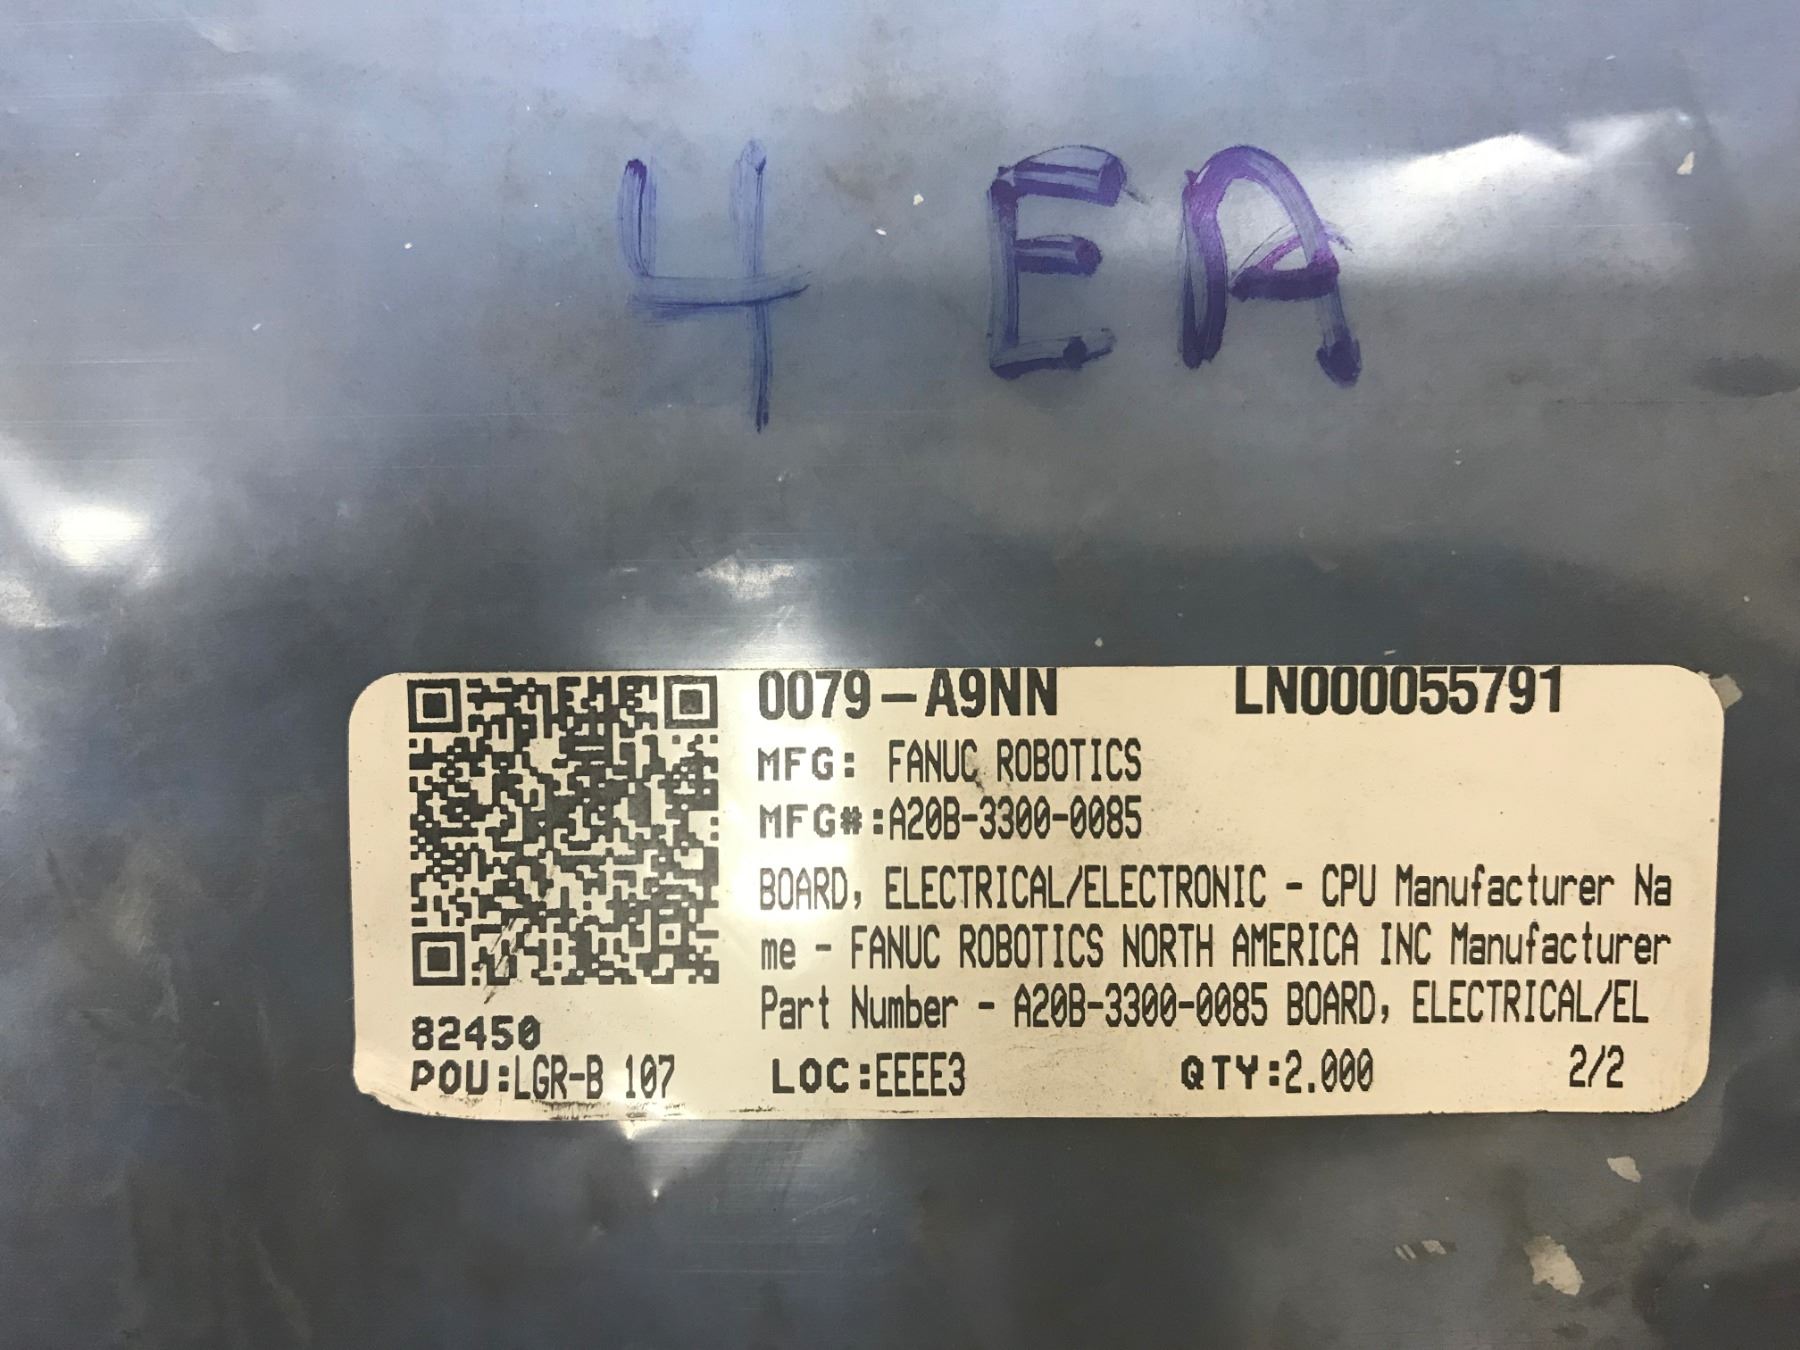 4 EA
0079-A9NN LN000055791
MFG: FANUC ROBOTICS
MFG#:A20B-3300-0085
BOARD, ELECTRICAL/ELECTRONIC - CPU Manufacturer Na
me - FANUC ROBOTICS NORTH AMERICA INC Manufacturer
Part Number - A20B-3300-0085 BOARD, ELECTRICAL/EL
82450
POU:LGR-B 107 LOC:EEEE3 QTY:2.000 2/2